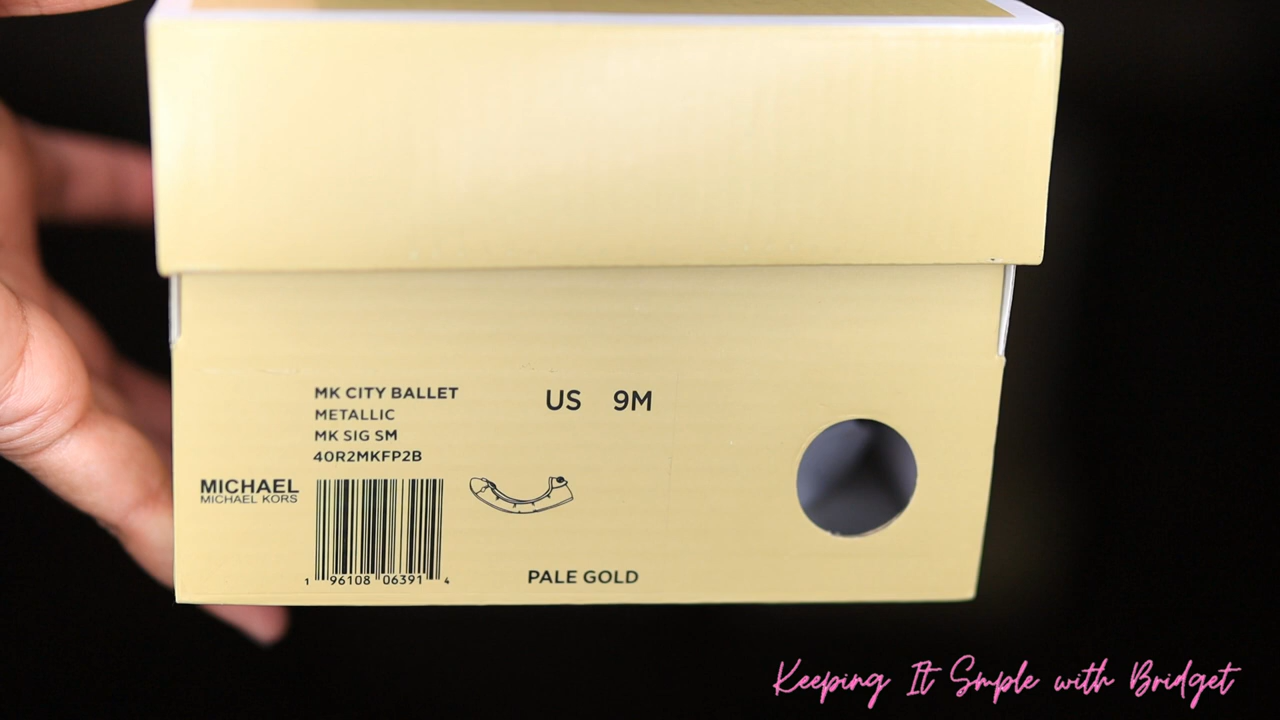 MK CITY BALLET
METALLIC
MK SIG SM
40R2MKFP2B
US 9M
MICHAEL
MICHAEL KORS
1 96108 06391 4
PALE GOLD
Keeping It Smple with Bridget